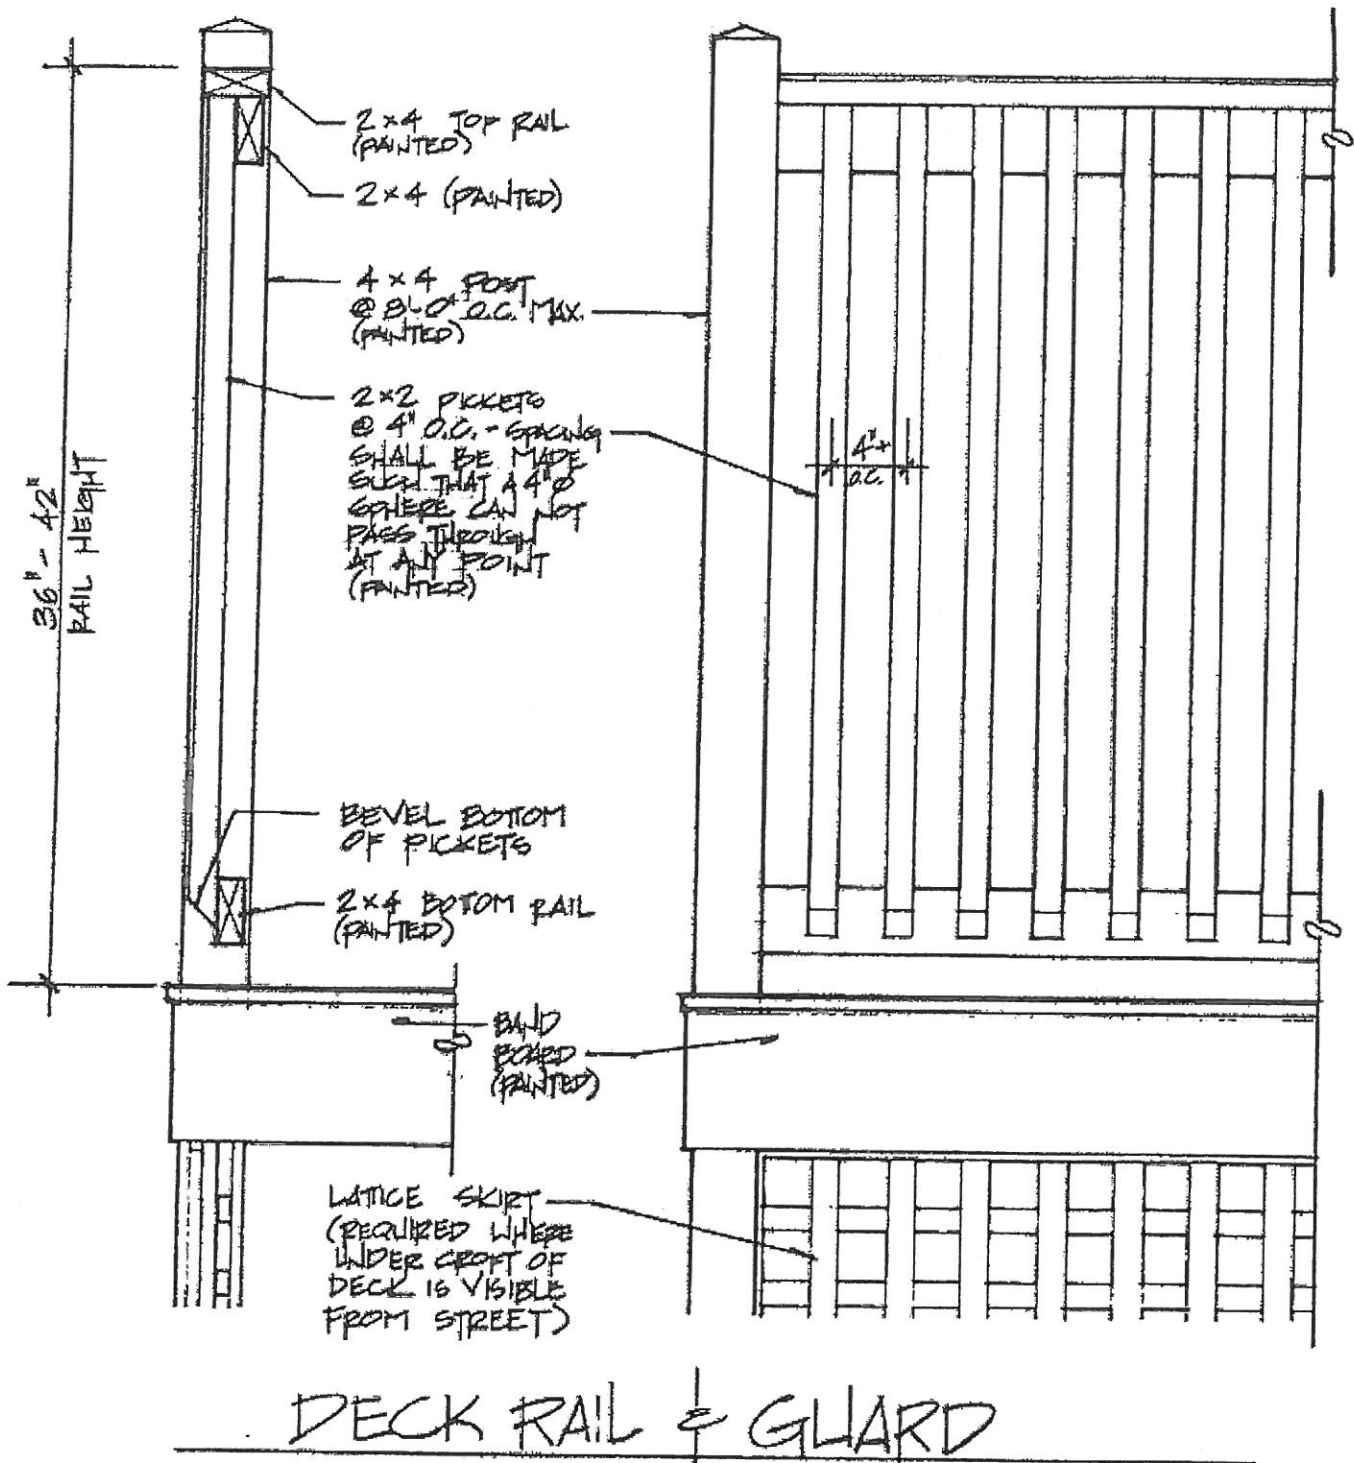 2×4 TOP RAIL
(PAINTED)
2×4 (PAINTED)
4×4 POST
@ 8'-0" O.C. MAX.
(PAINTED)
2×2 PICKETS
@ 4" O.C. - SPACING
SHALL BE MADE
SUCH THAT A 4"Ø
SPHERE CAN NOT
PASS THROUGH
AT ANY POINT
(PAINTED)
4"±
O.C.
36" - 42"
RAIL HEIGHT
BEVEL BOTTOM
OF PICKETS
2×4 BOTTOM RAIL
(PAINTED)
BAND
BOARD
(PAINTED)
LATTICE SKIRT
(REQUIRED WHERE
UNDER CROFT OF
DECK IS VISIBLE
FROM STREET)
DECK RAIL & GUARD